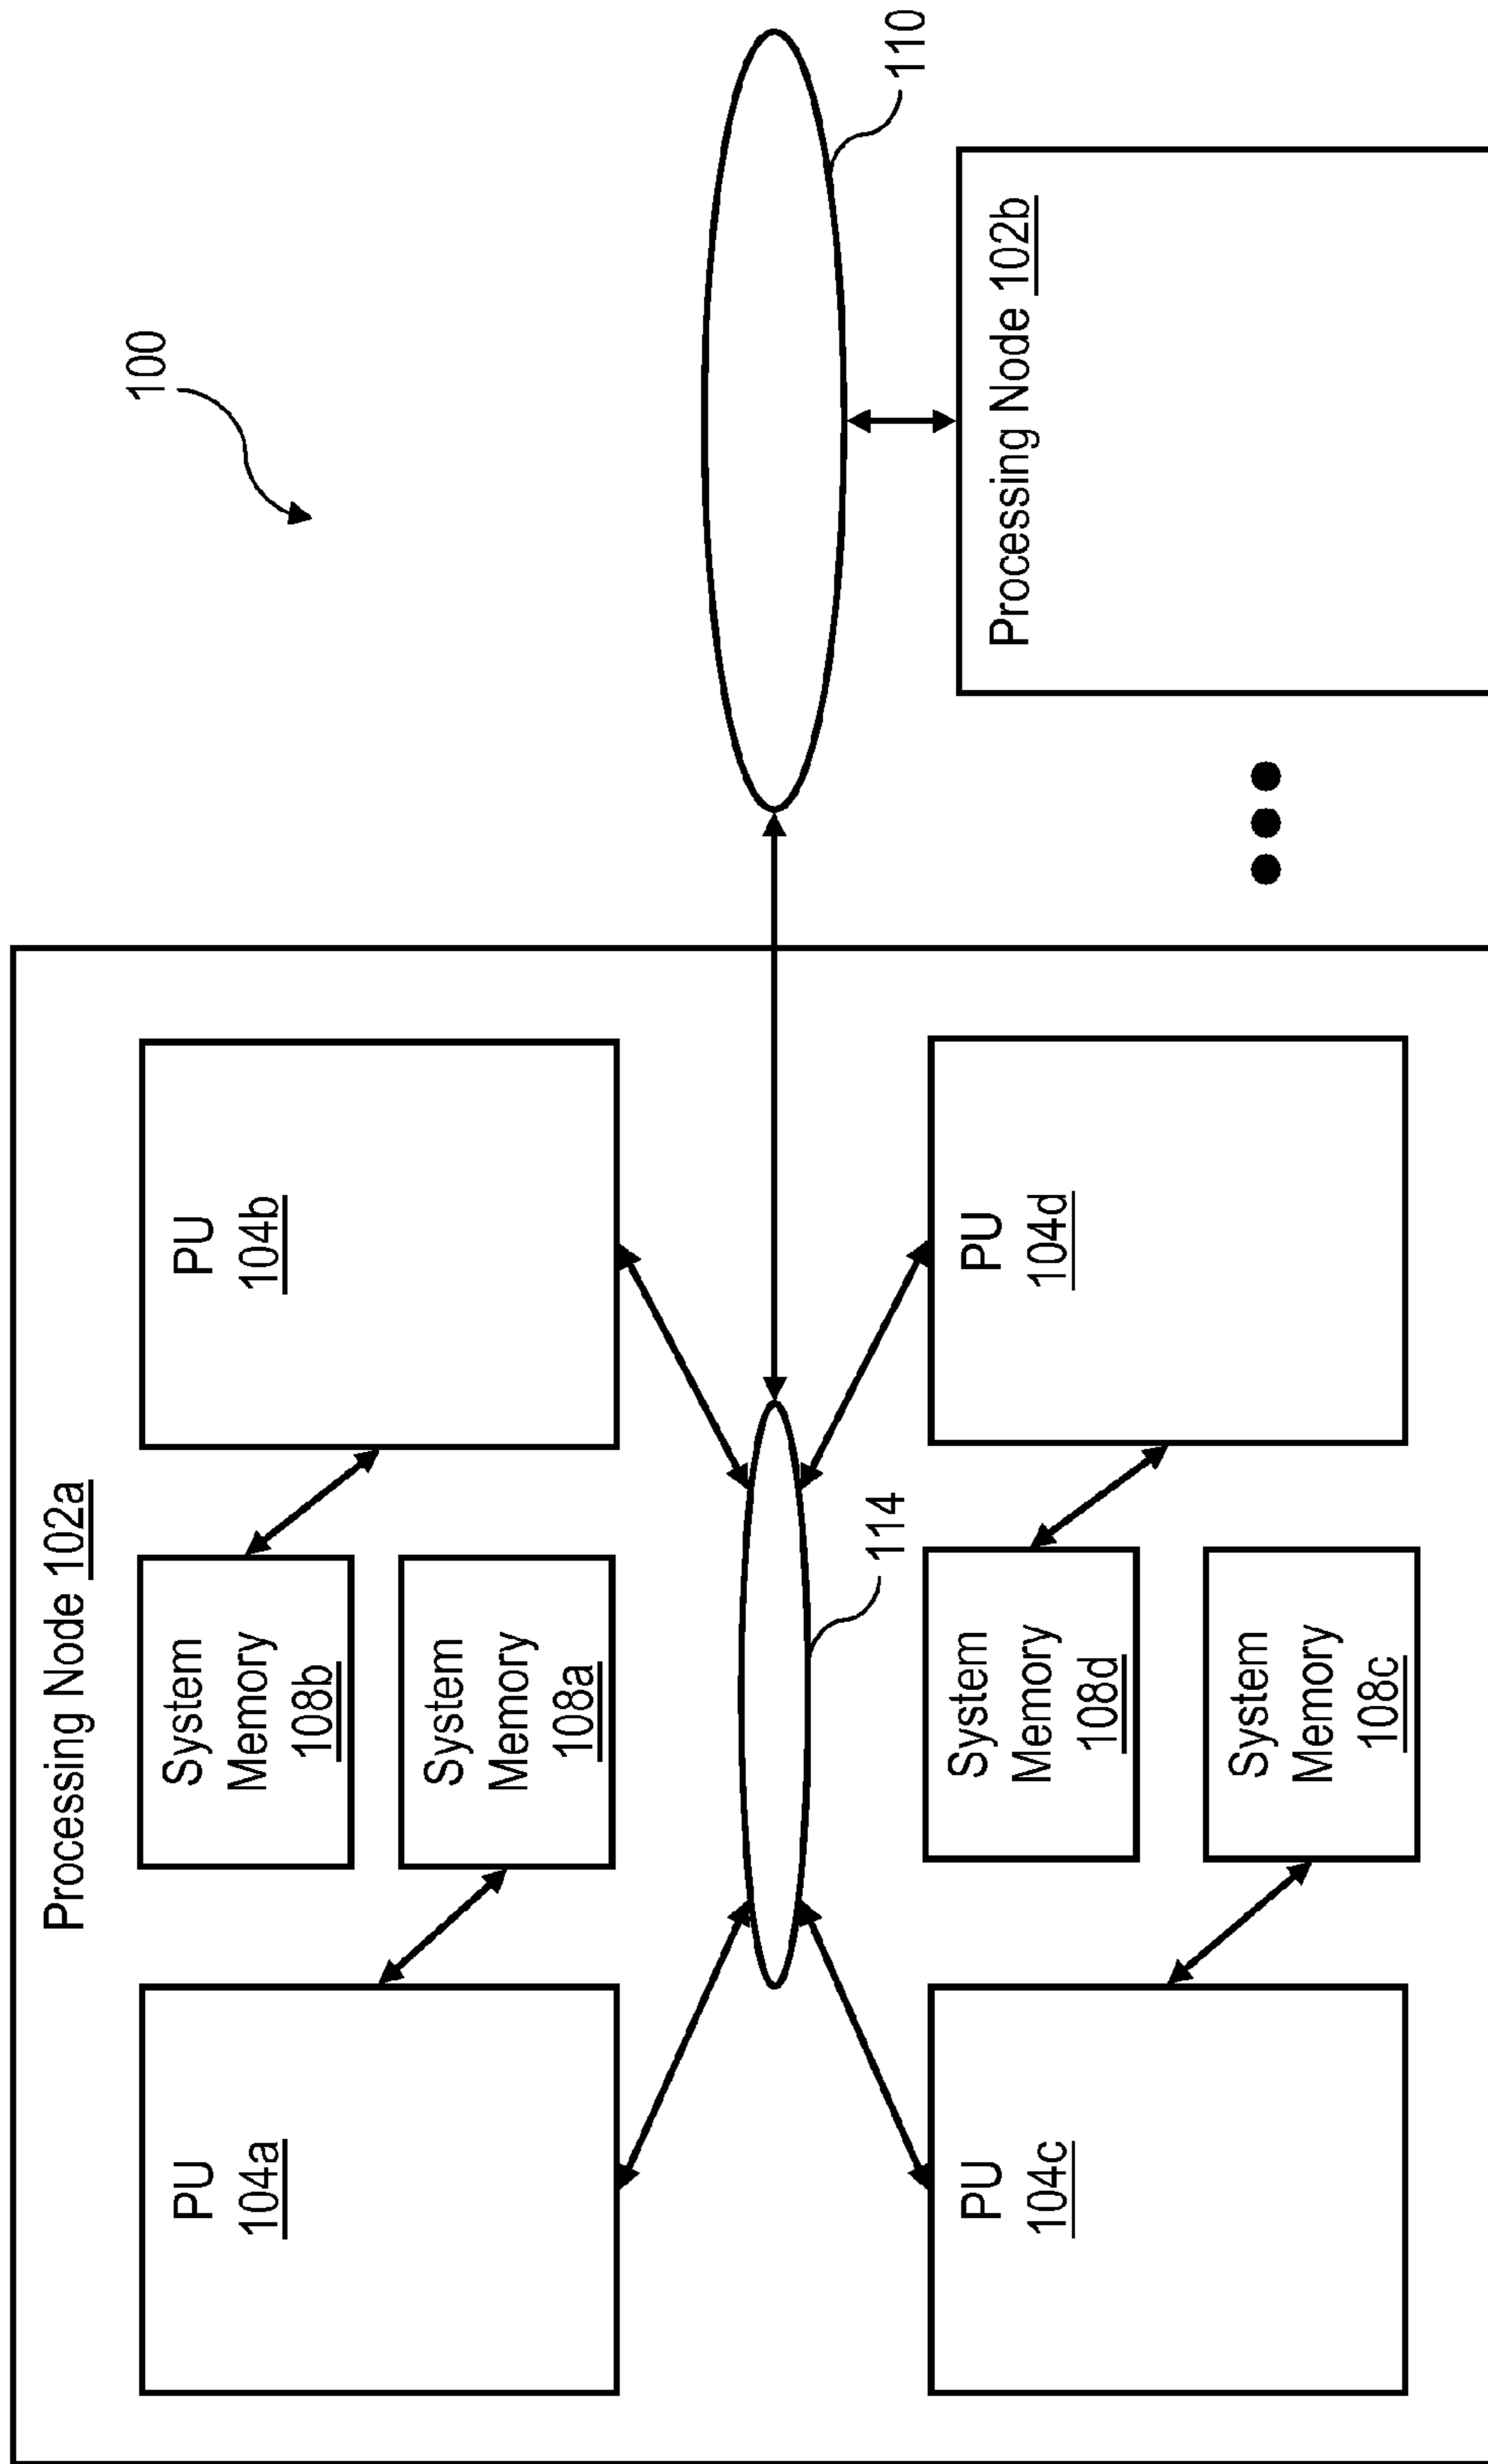 100
Processing Node 102a
PU
104a
System
Memory
108b
System
Memory
108a
PU
104b
114
110
PU
104c
System
Memory
108d
System
Memory
108c
PU
104d
Processing Node 102b